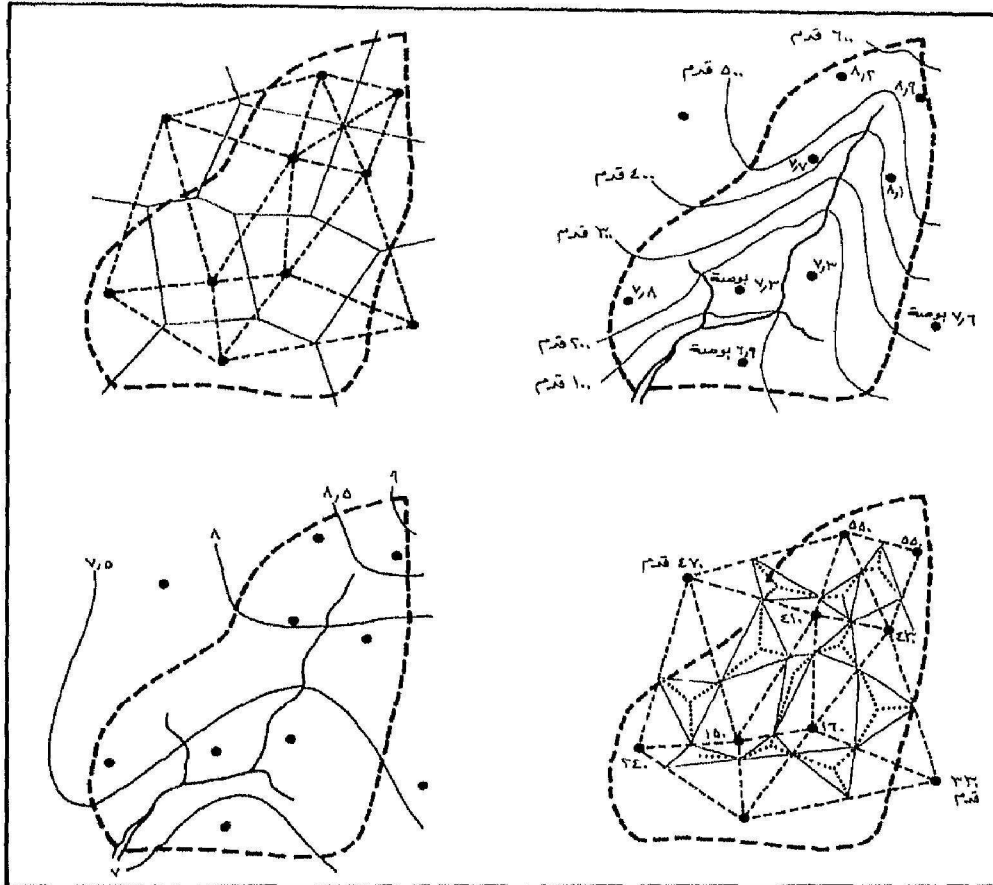 ٦٠٠ قدم
٥٠٠ قدم
٨,٢
٨,٩
٧,٧
٤٠٠ قدم
٨,١
٣٠٠ قدم
٧,٣
٧,٣ بوصة
٧,٨
٧,٦ بوصة
٢٠٠ قدم
٦,٩ بوصة
١٠٠ قدم
٩
٨,٥
٨
٧,٥
٧
٥٥٠
٥٥٠
٤٧٠ قدم
٤١٠
٤٢٠
١٦٠
١٥٠
٢٤٠
٣٣٠
قدم